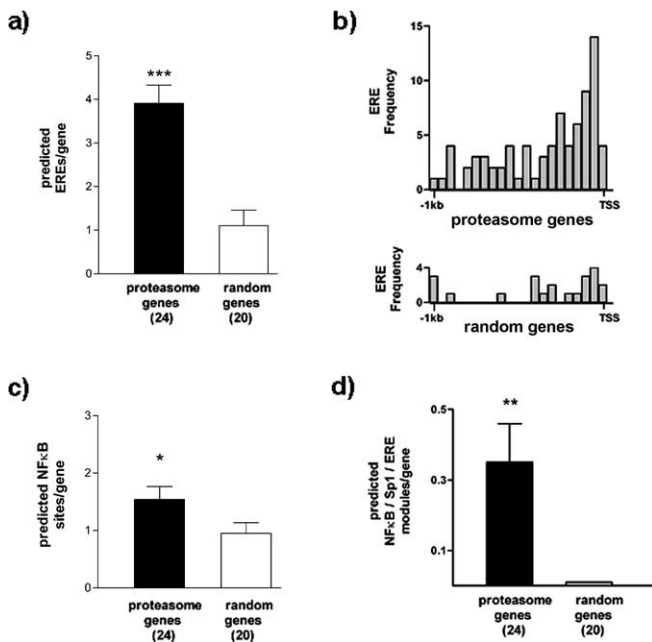 a)
predicted
EREs/gene
5
4
3
2
1
0
***
proteasome
genes
(24)
random
genes
(20)
b)
ERE
Frequency
15
10
5
0
-1kb
TSS
proteasome genes
ERE
Frequency
4
2
0
-1kb
TSS
random genes
c)
predicted NFκB
sites/gene
3
2
1
0
*
proteasome
genes
(24)
random
genes
(20)
d)
predicted
NFκB / Sp1 / ERE
modules/gene
0.5
0.3
0.1
**
proteasome
genes
(24)
random
genes
(20)